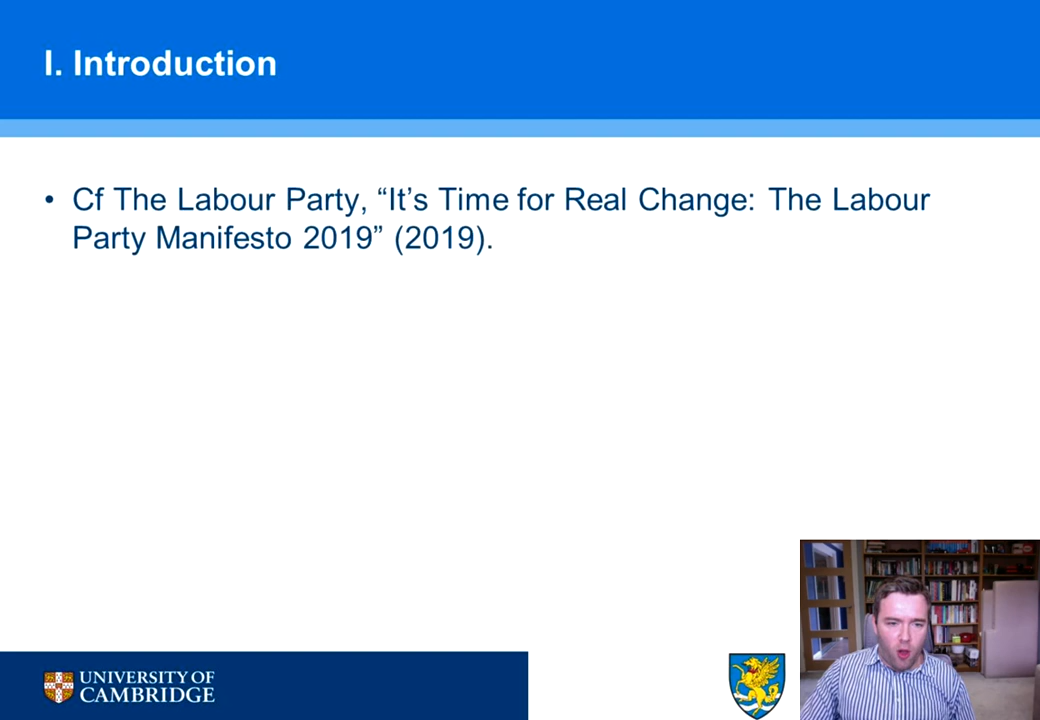 I. Introduction
• Cf The Labour Party, “It’s Time for Real Change: The Labour
Party Manifesto 2019” (2019).
UNIVERSITY OF
CAMBRIDGE